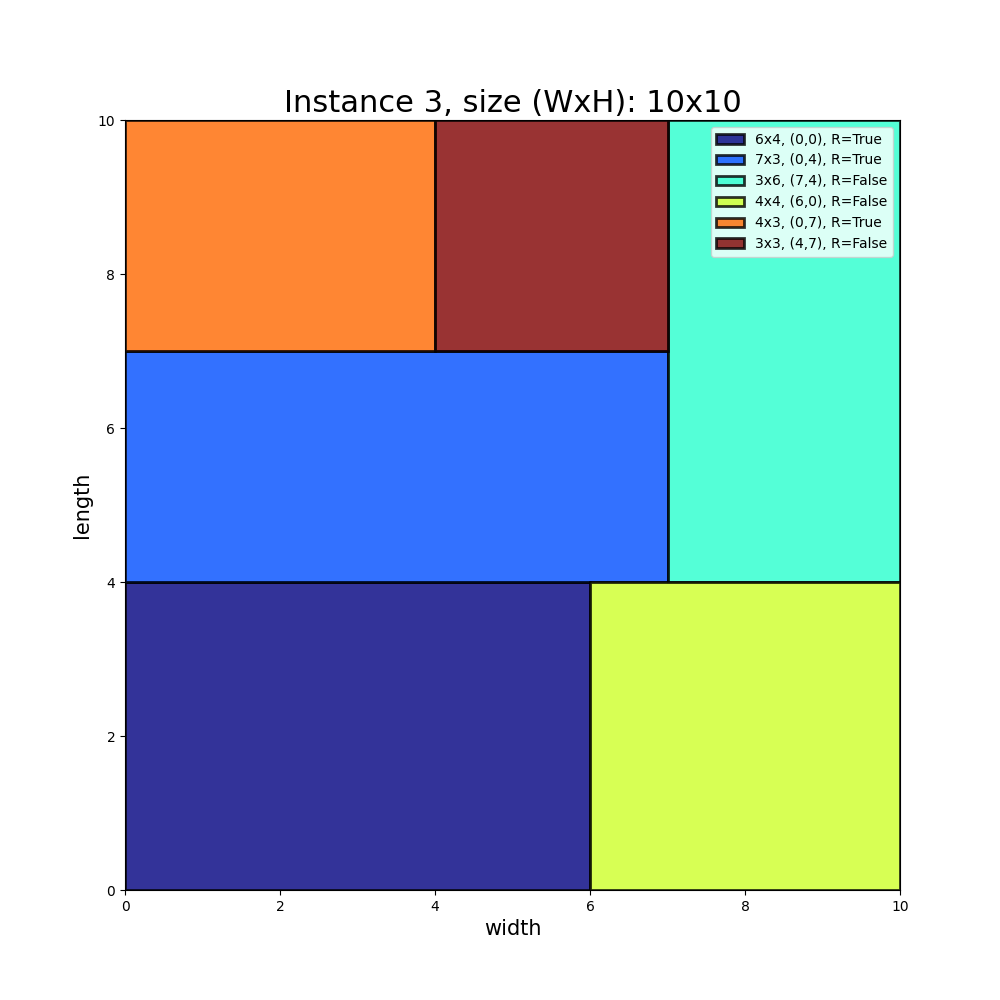 Instance 3, size (WxH): 10x10
6x4, (0,0), R=True
7x3, (0,4), R=True
3x6, (7,4), R=False
4x4, (6,0), R=False
4x3, (0,7), R=True
3x3, (4,7), R=False
10
8
6
4
2
0
length
0 2 4 6 8 10
width